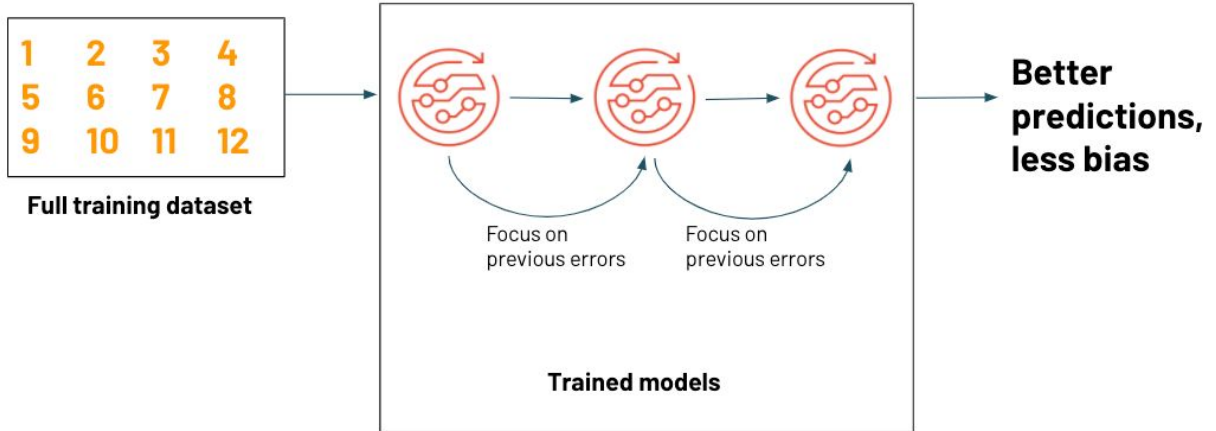 1 2 3 4
5 6 7 8
9 10 11 12
Full training dataset
Focus on
previous errors
Focus on
previous errors
Trained models
Better
predictions,
less bias